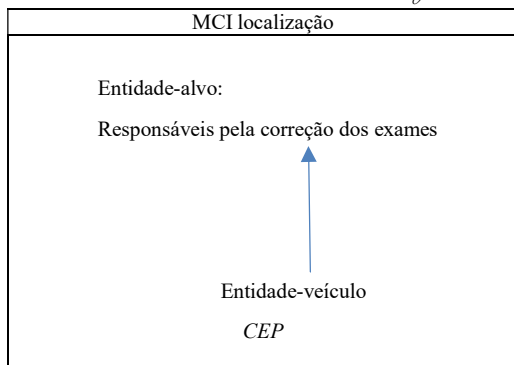 MCI localização
Entidade-alvo:
Responsáveis pela correção dos exames
Entidade-veículo
CEP